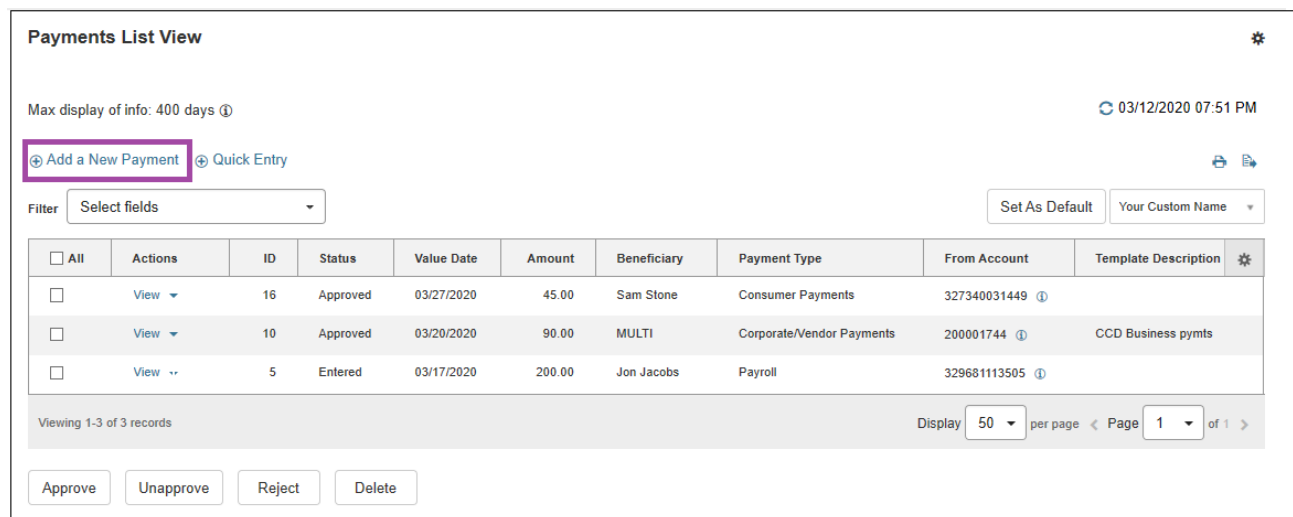 Payments List View
Max display of info: 400 days
03/12/2020 07:51 PM
Add a New Payment Quick Entry
Filter Select fields Set As Default Your Custom Name
All Actions ID Status Value Date Amount Beneficiary Payment Type From Account Template Description
View 16 Approved 03/27/2020 45.00 Sam Stone Consumer Payments 327340031449
View 10 Approved 03/20/2020 90.00 MULTI Corporate/Vendor Payments 200001744 CCD Business pymts
View 5 Entered 03/17/2020 200.00 Jon Jacobs Payroll 329681113505
Viewing 1-3 of 3 records Display 50 per page < Page 1 of 1 >
Approve Unapprove Reject Delete